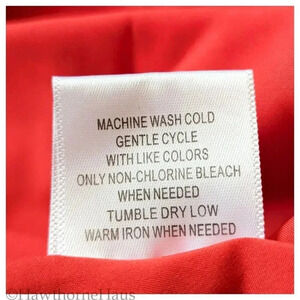 MACHINE WASH COLD
GENTLE CYCLE
WITH LIKE COLORS
ONLY NON-CHLORINE BLEACH
WHEN NEEDED
TUMBLE DRY LOW
WARM IRON WHEN NEEDED
©HawthorneHaus